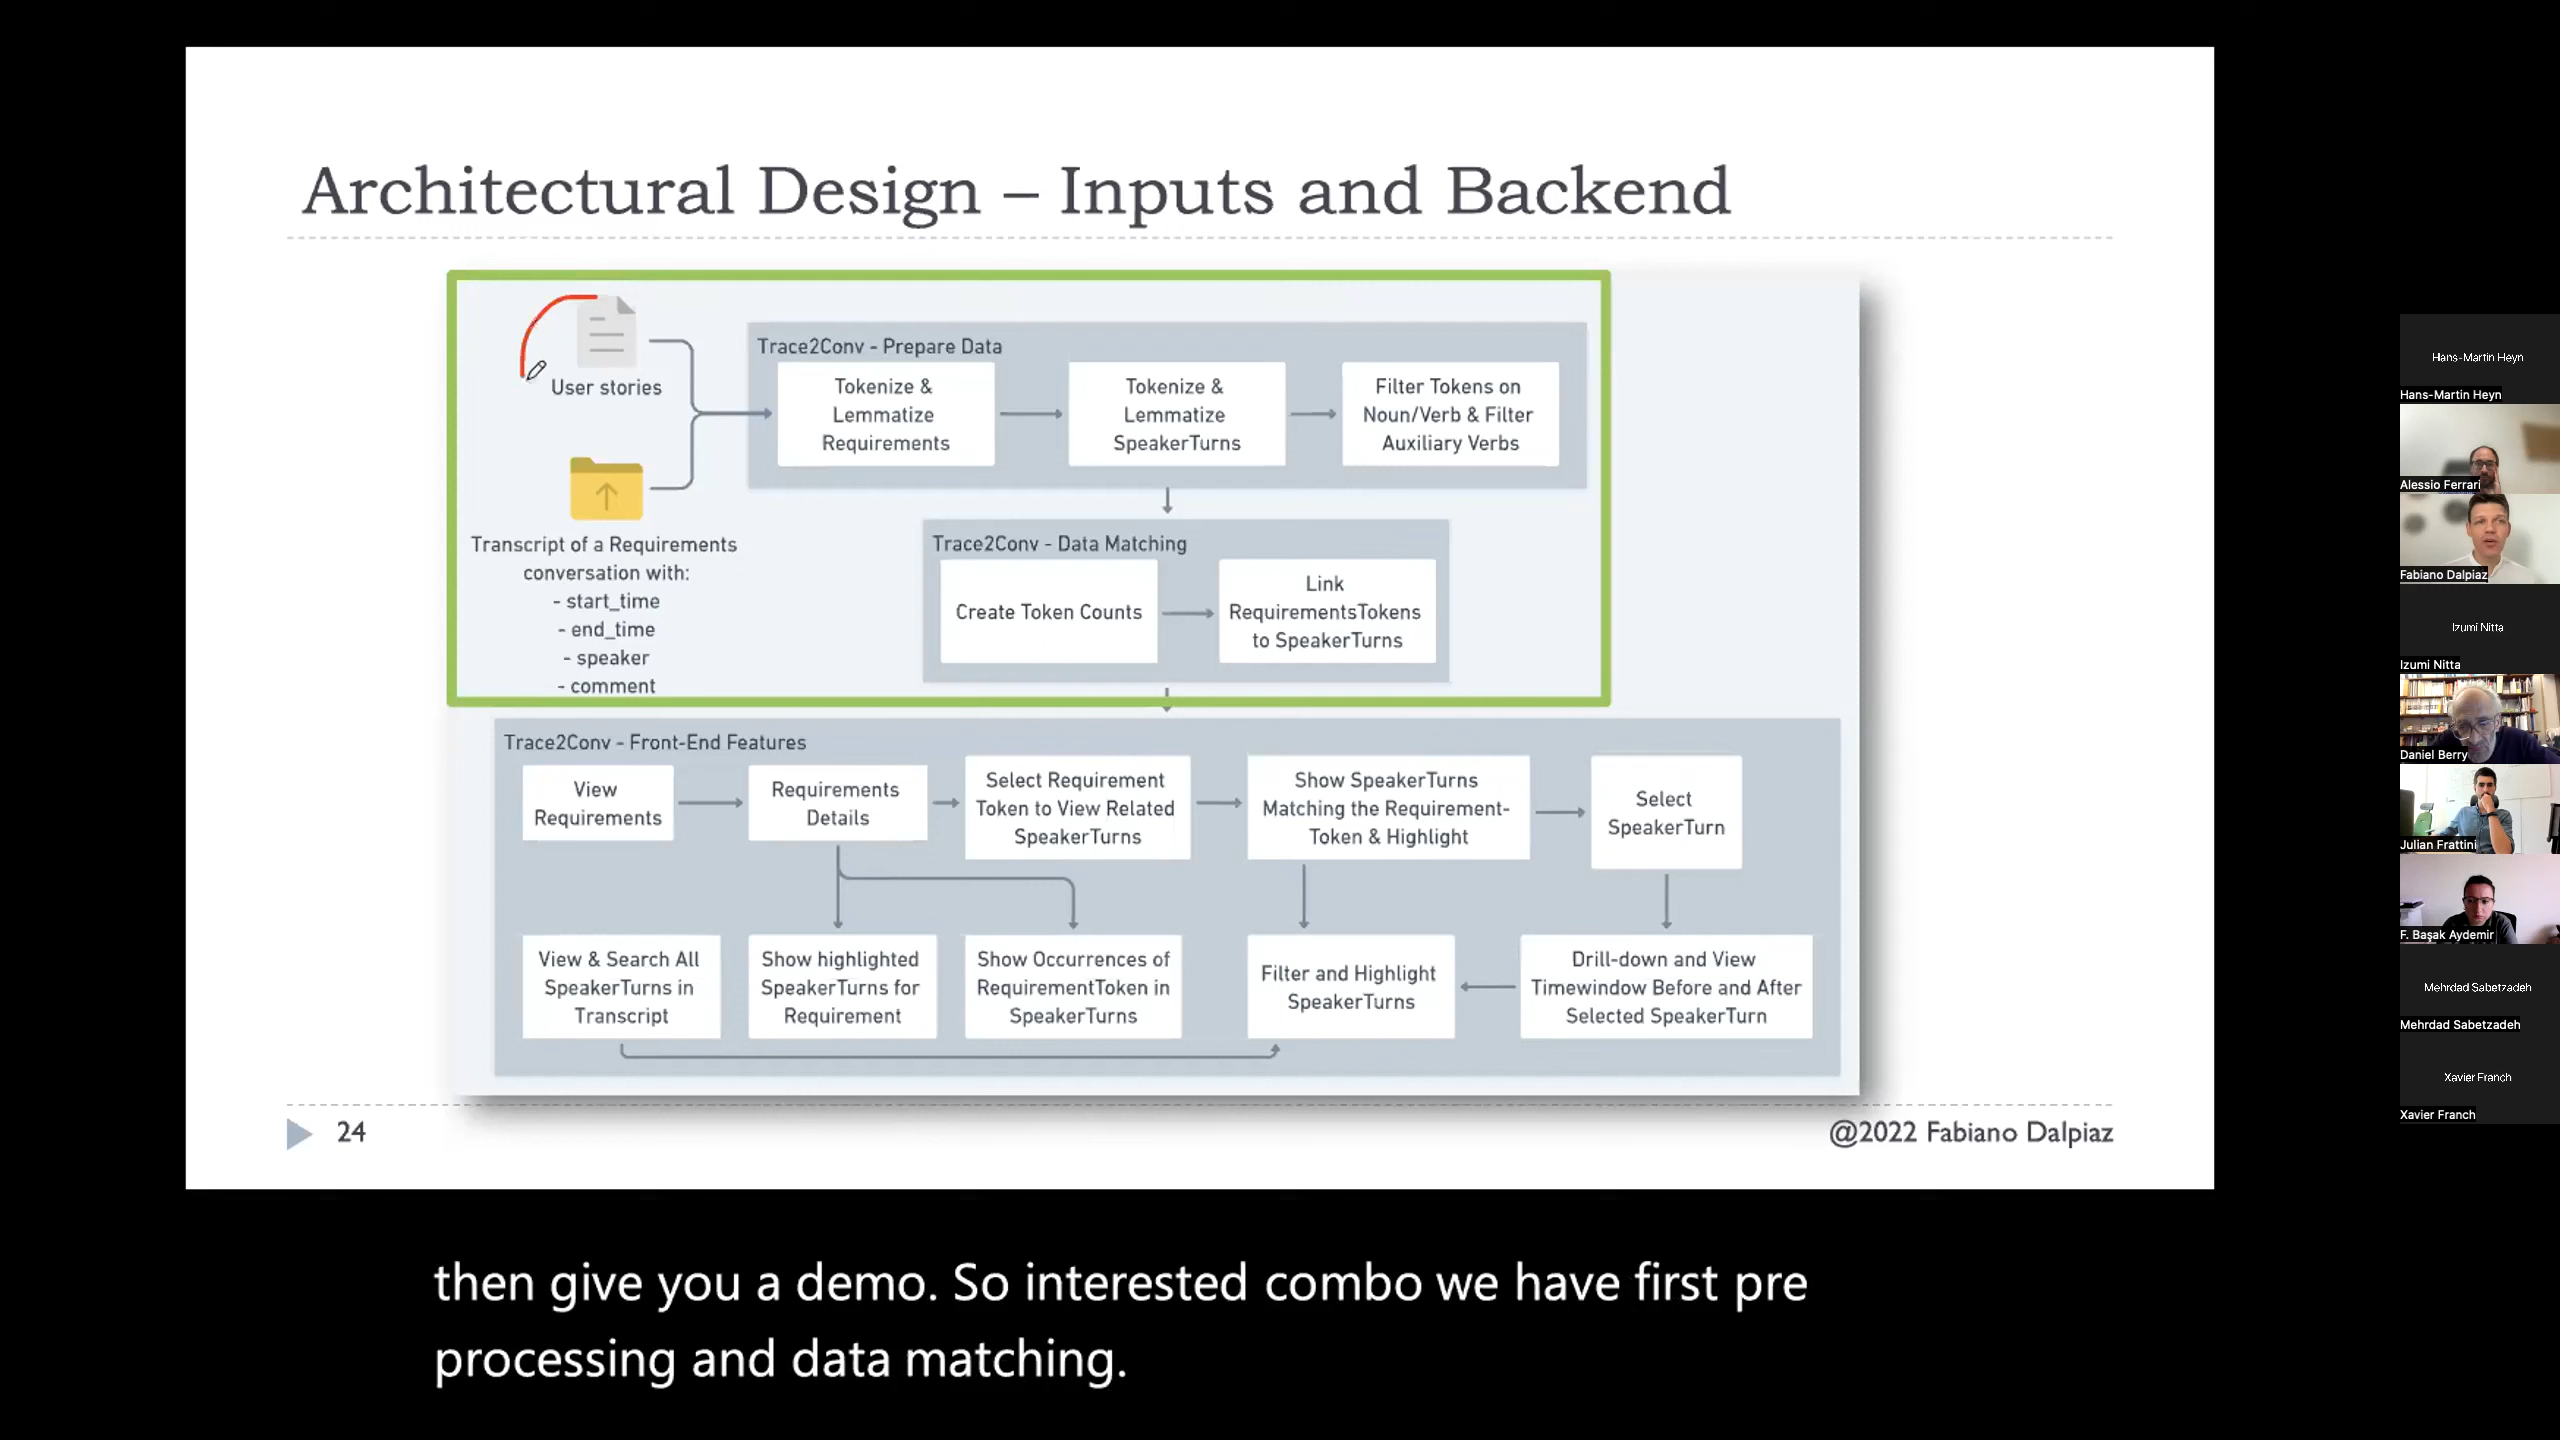 Architectural Design – Inputs and Backend
User stories
Transcript of a Requirements
conversation with:
- start_time
- end_time
- speaker
- comment
Trace2Conv - Prepare Data
Tokenize &
Lemmatize
Requirements
Tokenize &
Lemmatize
SpeakerTurns
Filter Tokens on
Noun/Verb & Filter
Auxiliary Verbs
Trace2Conv - Data Matching
Create Token Counts
Link
RequirementsTokens
to SpeakerTurns
Trace2Conv - Front-End Features
View
Requirements
Requirements
Details
Select Requirement
Token to View Related
SpeakerTurns
Show SpeakerTurns
Matching the Requirement-
Token & Highlight
Select
SpeakerTurn
View & Search All
SpeakerTurns in
Transcript
Show highlighted
SpeakerTurns for
Requirement
Show Occurrences of
RequirementToken in
SpeakerTurns
Filter and Highlight
SpeakerTurns
Drill-down and View
Timewindow Before and After
Selected SpeakerTurn
24
@2022 Fabiano Dalpiaz
then give you a demo. So interested combo we have first pre
processing and data matching.
Hans-Martin Heyn
Hans-Martin Heyn
Alessio Ferrari
Fabiano Dalpiaz
Izumi Nitta
Izumi Nitta
Daniel Berry
Julian Frattini
F. Başak Aydemir
Mehrdad Sabetzadeh
Mehrdad Sabetzadeh
Xavier Franch
Xavier Franch